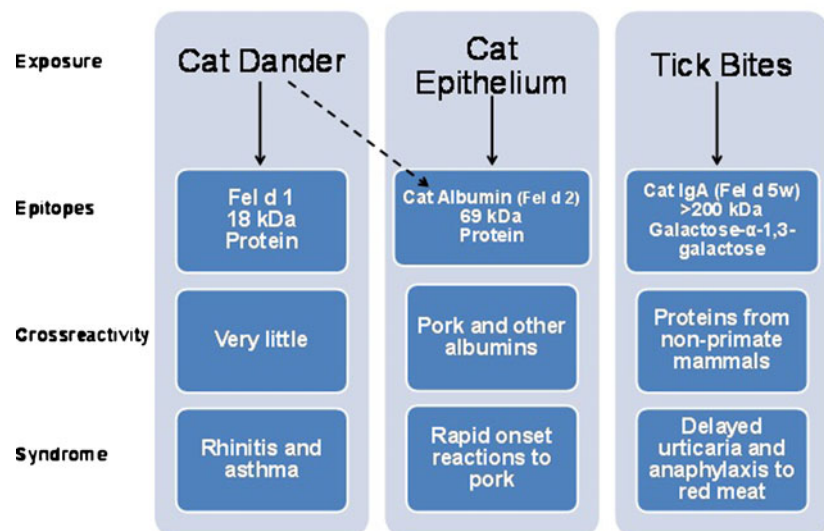 Exposure
Cat Dander
Cat
Epithelium
Tick Bites
Epitopes
Fel d 1
18 kDa
Protein
Cat Albumin (Fel d 2)
69 kDa
Protein
Cat IgA (Fel d 5w)
>200 kDa
Galactose-α-1,3-
galactose
Crossreactivity
Very little
Pork and other
albumins
Proteins from
non-primate
mammals
Syndrome
Rhinitis and
asthma
Rapid onset
reactions to
pork
Delayed
urticaria and
anaphylaxis to
red meat